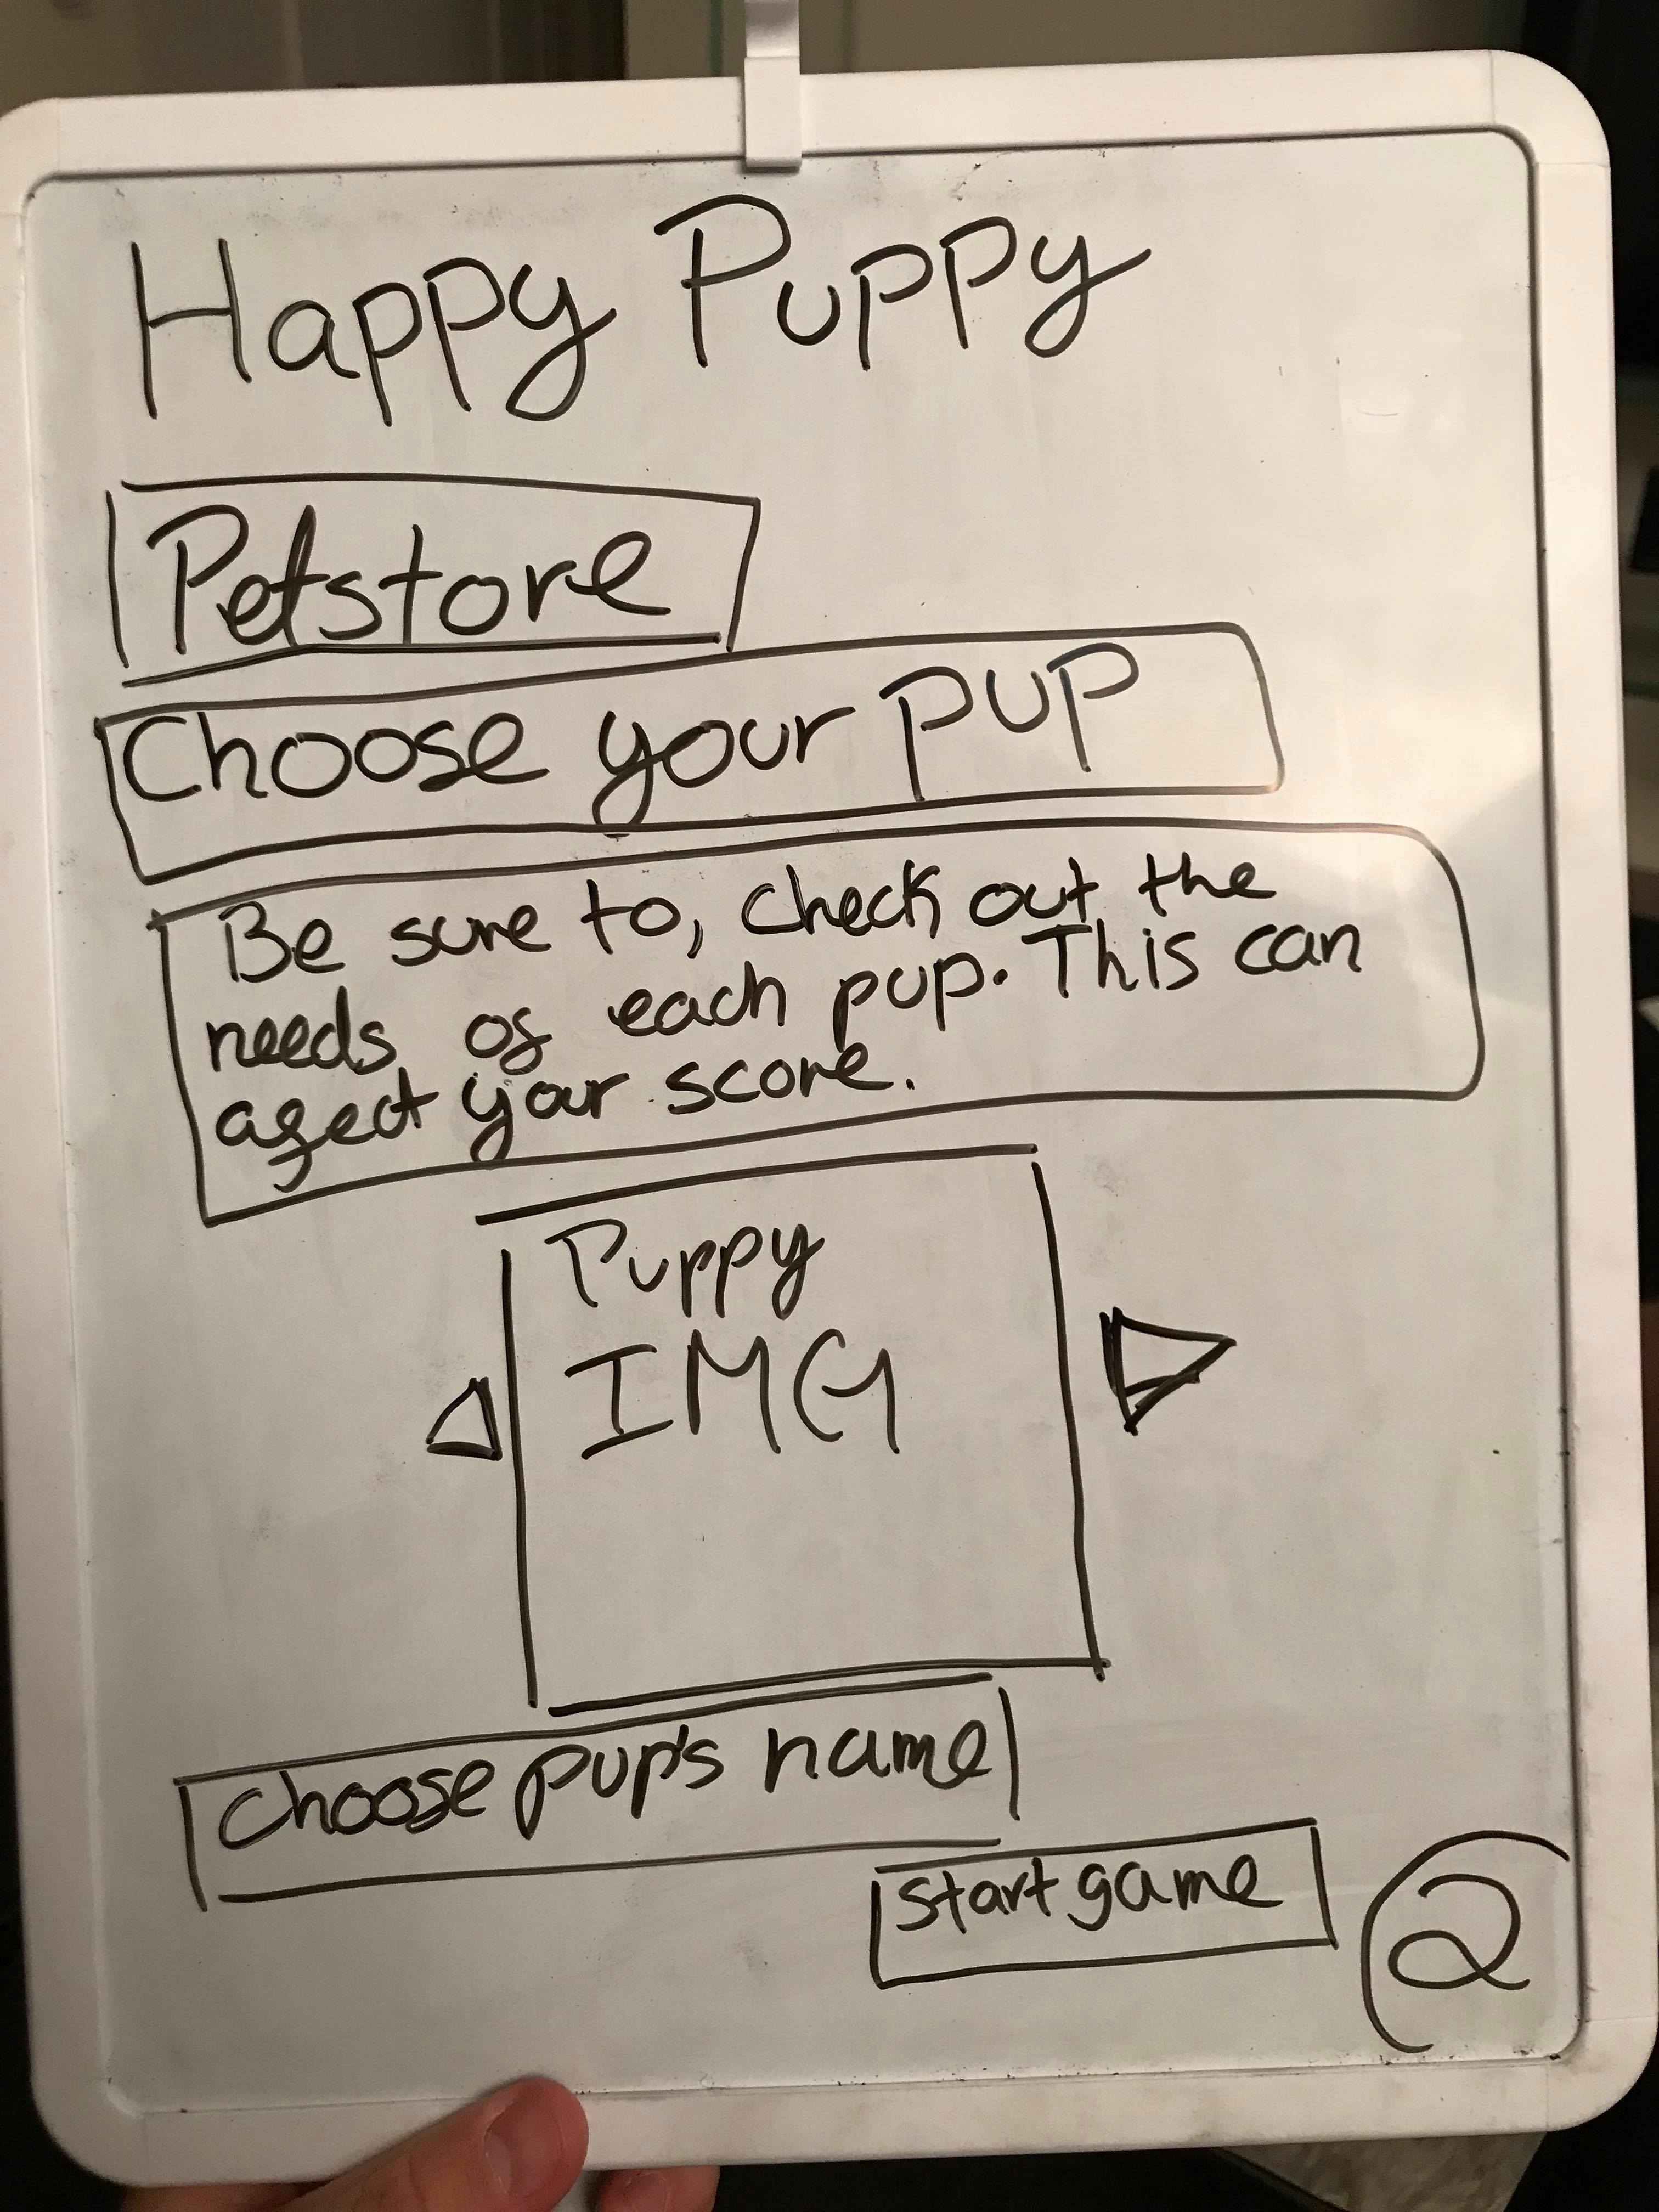 Happy Puppy
Petstore
Choose your pup
Be sure to, check out the
needs of each pup. This can
afect your score.
Puppy
IMG
choose pup's name
start game
2